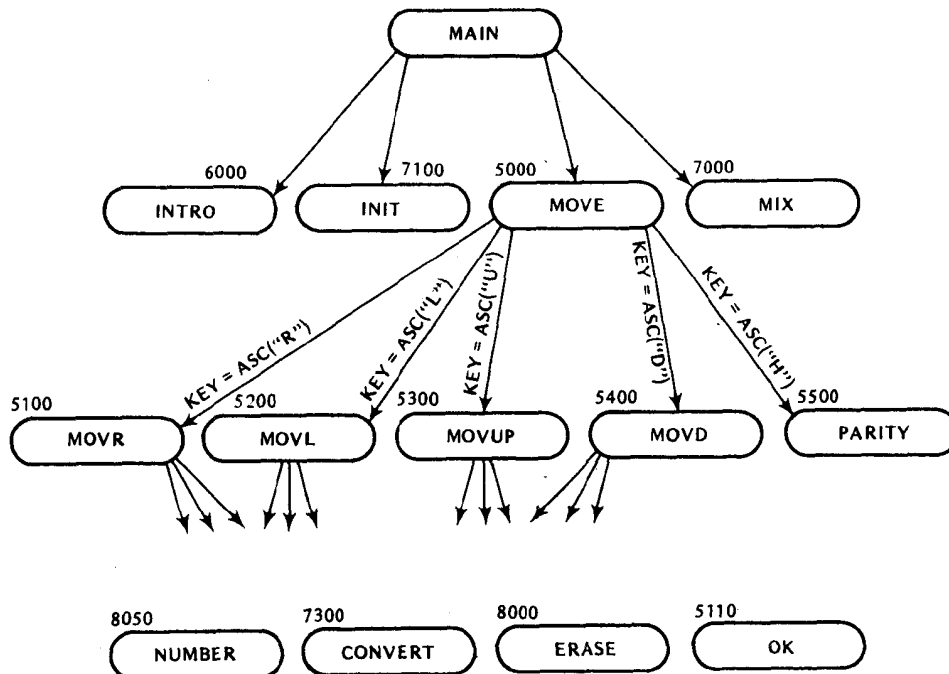 MAIN
6000
7100
5000
7000
INTRO
INIT
MOVE
MIX
KEY = ASC("R")
KEY = ASC("L")
KEY = ASC("U")
KEY = ASC("D")
KEY = ASC("H")
5100
5200
5300
5400
5500
MOVR
MOVL
MOVUP
MOVD
PARITY
8050
7300
8000
5110
NUMBER
CONVERT
ERASE
OK